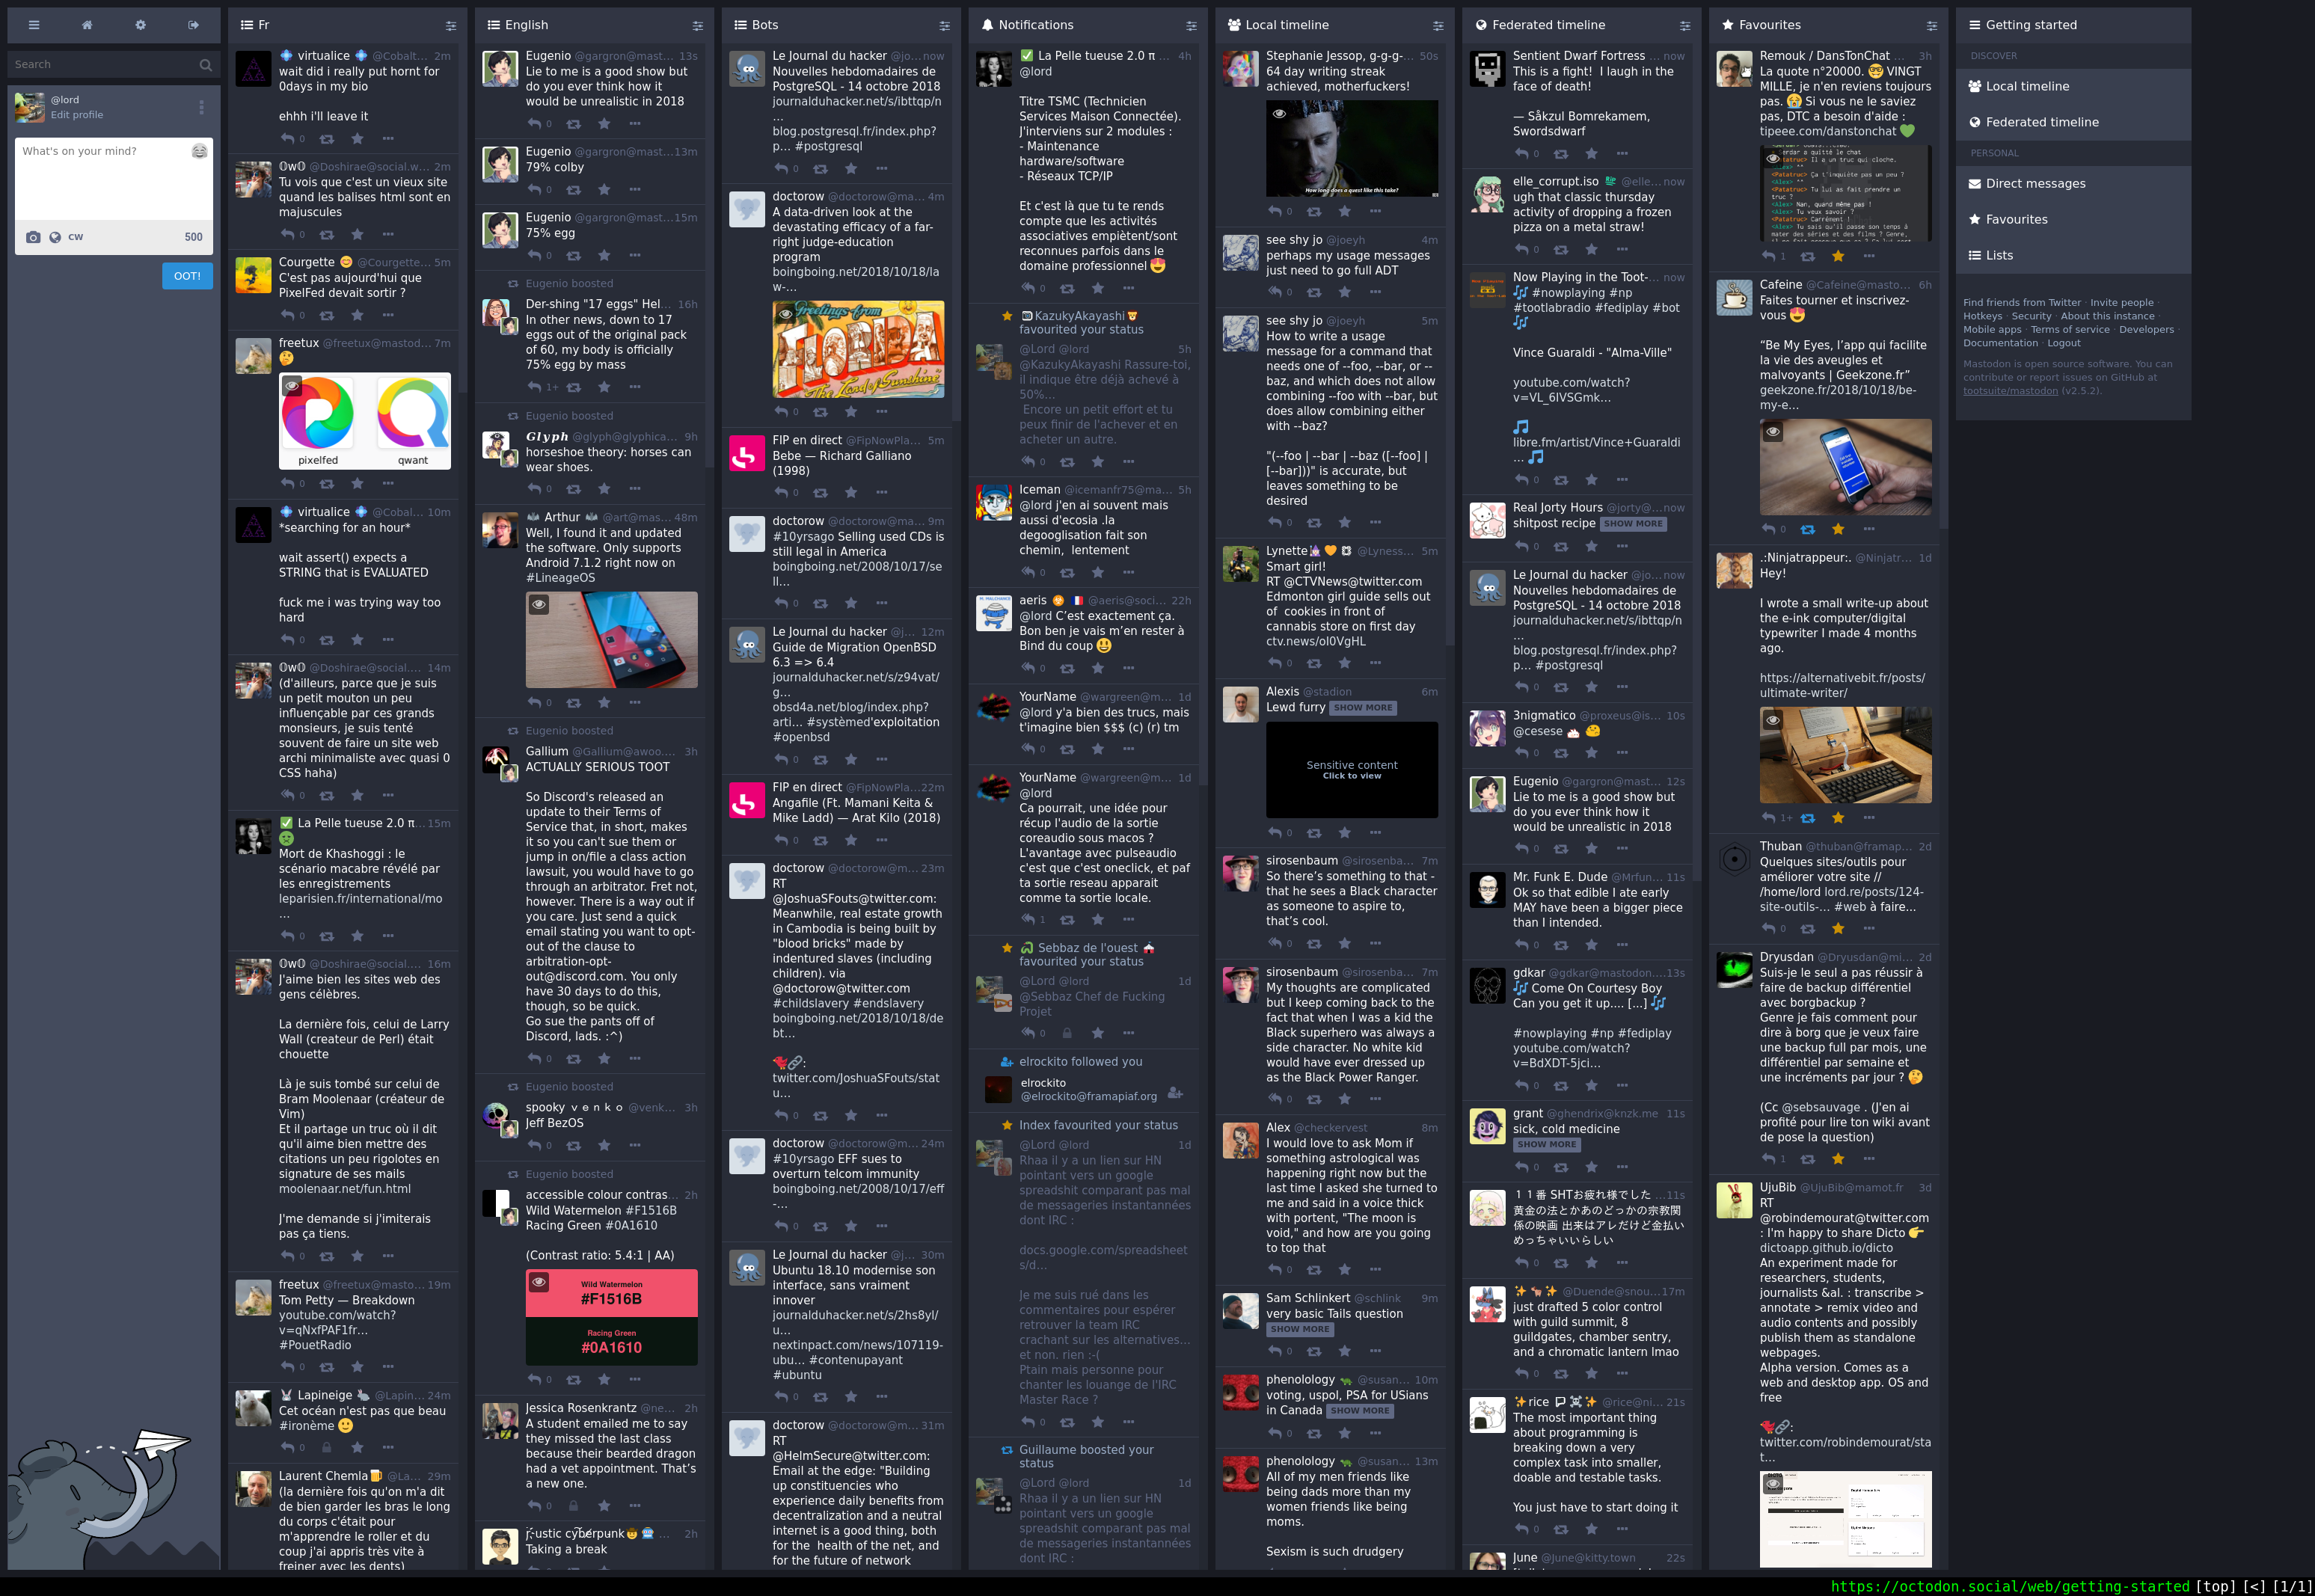 Search
@lord
Edit profile
What's on your mind?
CW
500
OOT!
Fr
virtualice @Cobalt... 2m
wait did i really put hornt for
0days in my bio
ehhh i'll leave it
0
𝕆w𝕆 @Doshirae@social.w... 2m
Tu vois que c'est un vieux site
quand les balises html sont en
majuscules
0
Courgette @Courgette... 5m
C'est pas aujourd'hui que
PixelFed devait sortir ?
0
freetux @freetux@mastod... 7m
pixelfed
qwant
0
virtualice @Cobal... 10m
*searching for an hour*
wait assert() expects a
STRING that is EVALUATED
fuck me i was trying way too
hard
0
𝕆w𝕆 @Doshirae@social.... 14m
(d'ailleurs, parce que je suis
un petit mouton un peu
influençable par ces grands
monsieurs, je suis tenté
souvent de faire un site web
archi minimaliste avec quasi 0
CSS haha)
0
La Pelle tueuse 2.0 π... 15m
Mort de Khashoggi : le
scénario macabre révélé par
les enregistrements
leparisien.fr/international/mo
...
0
𝕆w𝕆 @Doshirae@social.... 16m
J'aime bien les sites web des
gens célèbres.
La dernière fois, celui de Larry
Wall (createur de Perl) était
chouette
Là je suis tombé sur celui de
Bram Moolenaar (créateur de
Vim)
Et il partage un truc où il dit
qu'il aime bien mettre des
citations un peu rigolotes en
signature de ses mails
moolenaar.net/fun.html
J'me demande si j'imiterais
pas ça tiens.
0
freetux @freetux@masto... 19m
Tom Petty — Breakdown
youtube.com/watch?
v=qNxfPAF1fr...
#PouetRadio
0
Lapineige @Lapin... 24m
Cet océan n'est pas que beau
#ironème
0
Laurent Chemla @La... 29m
(la dernière fois qu'on m'a dit
de bien garder les bras le long
du corps c'était pour
m'apprendre le roller et du
coup j'ai appris très vite à
freiner avec les dents)
English
Eugenio @gargron@mast... 13s
Lie to me is a good show but
do you ever think how it
would be unrealistic in 2018
0
Eugenio @gargron@mast... 13m
79% colby
0
Eugenio @gargron@mast... 15m
75% egg
0
Eugenio boosted
Der-shing "17 eggs" Hel... 16h
In other news, down to 17
eggs out of the original pack
of 60, my body is officially
75% egg by mass
1+
Eugenio boosted
Glyph @glyph@glyphica... 9h
horseshoe theory: horses can
wear shoes.
0
Arthur @art@mas... 48m
Well, I found it and updated
the software. Only supports
Android 7.1.2 right now on
#LineageOS
0
Eugenio boosted
Gallium @Gallium@awoo.... 3h
ACTUALLY SERIOUS TOOT
So Discord's released an
update to their Terms of
Service that, in short, makes
it so you can't sue them or
jump in on/file a class action
lawsuit, you would have to go
through an arbitrator. Fret not,
however. There is a way out if
you care. Just send a quick
email stating you want to opt-
out of the clause to
arbitration-opt-
out@discord.com. You only
have 30 days to do this,
though, so be quick.
Go sue the pants off of
Discord, lads. :^)
0
Eugenio boosted
spooky ｖｅｎｋｏ @venk... 3h
Jeff BezOS
0
Eugenio boosted
accessible colour contras... 2h
Wild Watermelon #F1516B
Racing Green #0A1610
(Contrast ratio: 5.4:1 | AA)
Wild Watermelon
#F1516B
Racing Green
#0A1610
0
Jessica Rosenkrantz @ne... 2h
A student emailed me to say
they missed the last class
because their bearded dragon
had a vet appointment. That's
a new one.
0
2h
Taking a break
Bots
Le Journal du hacker @jo... now
Nouvelles hebdomadaires de
PostgreSQL - 14 octobre 2018
journalduhacker.net/s/ibttqp/n
...
blog.postgresql.fr/index.php?
p... #postgresql
0
doctorow @doctorow@ma... 4m
A data-driven look at the
devastating efficacy of a far-
right judge-education
program
boingboing.net/2018/10/18/la
w-...
Greetings from
FLORIDA
The Land of Sunshine
0
FIP en direct @FipNowPla... 5m
Bebe — Richard Galliano
(1998)
0
doctorow @doctorow@ma... 9m
#10yrsago Selling used CDs is
still legal in America
boingboing.net/2008/10/17/se
ll...
0
Le Journal du hacker @j... 12m
Guide de Migration OpenBSD
6.3 => 6.4
journalduhacker.net/s/z94vat/
g...
obsd4a.net/blog/index.php?
arti... #systèmed'exploitation
#openbsd
0
FIP en direct @FipNowPla... 22m
Angafile (Ft. Mamani Keita &
Mike Ladd) — Arat Kilo (2018)
0
doctorow @doctorow@m... 23m
RT
@JoshuaSFouts@twitter.com:
Meanwhile, real estate growth
in Cambodia is being built by
"blood bricks" made by
indentured slaves (including
children). via
@doctorow@twitter.com
#childslavery #endslavery
boingboing.net/2018/10/18/de
bt...
:
twitter.com/JoshuaSFouts/stat
u...
0
doctorow @doctorow@m... 24m
#10yrsago EFF sues to
overturn telcom immunity
boingboing.net/2008/10/17/eff
-...
0
Le Journal du hacker @j... 30m
Ubuntu 18.10 modernise son
interface, sans vraiment
innover
journalduhacker.net/s/2hs8yl/
u...
nextinpact.com/news/107119-
ubu... #contenupayant
#ubuntu
0
doctorow @doctorow@m... 31m
RT
@HelmSecure@twitter.com:
Email at the edge: "Building
up constituencies who
experience daily benefits from
decentralization and a neutral
internet is a good thing, both
for the health of the net, and
for the future of network
Notifications
La Pelle tueuse 2.0 π ... 4h
@lord
Titre TSMC (Technicien
Services Maison Connectée).
J'interviens sur 2 modules :
- Maintenance
hardware/software
- Réseaux TCP/IP
Et c'est là que tu te rends
compte que les activités
associatives empiètent/sont
reconnues parfois dans le
domaine professionnel
0
KazukyAkayashi
favourited your status
@Lord @lord 5h
@KazukyAkayashi Rassure-toi,
il indique être déjà achevé à
50%...
Encore un petit effort et tu
peux finir de l'achever et en
acheter un autre.
0
Iceman @icemanfr75@ma... 5h
@lord j'en ai souvent mais
aussi d'ecosia .la
degooglisation fait son
chemin, lentement
0
aeris @aeris@soci... 22h
@lord C'est exactement ça.
Bon ben je vais m'en rester à
Bind du coup
0
YourName @wargreen@m... 1d
@lord y'a bien des trucs, mais
t'imagine bien $$$ (c) (r) tm
0
YourName @wargreen@m... 1d
@lord
Ca pourrait, une idée pour
récup l'audio de la sortie
coreaudio sous macos ?
L'avantage avec pulseaudio
c'est que c'est oneclick, et paf
ta sortie reseau apparait
comme ta sortie locale.
1
Sebbaz de l'ouest
favourited your status
@Lord @lord 1d
@Sebbaz Chef de Fucking
Projet
0
elrockito followed you
elrockito
@elrockito@framapiaf.org
Index favourited your status
@Lord @lord 1d
Rhaa il y a un lien sur HN
pointant vers un google
spreadshit comparant pas mal
de messageries instantannées
dont IRC :
docs.google.com/spreadsheet
s/d...
Je me suis rué dans les
commentaires pour espérer
retrouver la team IRC
crachant sur les alternatives...
et non. rien :-(
Ptain mais personne pour
chanter les louange de l'IRC
Master Race ?
0
Guillaume boosted your
status
@Lord @lord 1d
Rhaa il y a un lien sur HN
pointant vers un google
spreadshit comparant pas mal
de messageries instantannées
dont IRC :
Local timeline
Stephanie Jessop, g-g-g-... 50s
64 day writing streak
achieved, motherfuckers!
How long does a quest like this take?
0
see shy jo @joeyh 4m
perhaps my usage messages
just need to go full ADT
0
see shy jo @joeyh 5m
How to write a usage
message for a command that
needs one of --foo, --bar, or --
baz, and which does not allow
combining --foo with --bar, but
does allow combining either
with --baz?
"(--foo | --bar | --baz ([--foo] |
[--bar]))" is accurate, but
leaves something to be
desired
0
Lynette @Lyness... 5m
Smart girl!
RT @CTVNews@twitter.com
Edmonton girl guide sells out
of cookies in front of
cannabis store on first day
ctv.news/ol0VgHL
0
Alexis @stadion 6m
Lewd furry SHOW MORE
Sensitive content
Click to view
0
sirosenbaum @sirosenba... 7m
So there's something to that -
that he sees a Black character
as someone to aspire to,
that's cool.
0
sirosenbaum @sirosenba... 7m
My thoughts are complicated
but I keep coming back to the
fact that when I was a kid the
Black superhero was always a
side character. No white kid
would have ever dressed up
as the Black Power Ranger.
0
Alex @checkervest 8m
I would love to ask Mom if
something astrological was
happening right now but the
last time I asked she turned to
me and said in a voice thick
with portent, "The moon is
void," and how are you going
to top that
0
Sam Schlinkert @schlink 9m
very basic Tails question
SHOW MORE
0
phenolology @susan... 10m
voting, uspol, PSA for USians
in Canada SHOW MORE
0
phenolology @susan... 13m
All of my men friends like
being dads more than my
women friends like being
moms.
Sexism is such drudgery
Federated timeline
Sentient Dwarf Fortress ... now
This is a fight! I laugh in the
face of death!
— Såkzul Bomrekamem,
Swordsdwarf
0
elle_corrupt.iso @elle... now
ugh that classic thursday
activity of dropping a frozen
pizza on a metal straw!
0
Now Playing in the Toot-... now
#nowplaying #np
#tootlabradio #fediplay #bot
Vince Guaraldi - "Alma-Ville"
youtube.com/watch?
v=VL_6IVSGmk...
libre.fm/artist/Vince+Guaraldi
...
0
Real Jorty Hours @jorty@... now
shitpost recipe SHOW MORE
0
Le Journal du hacker @jo... now
Nouvelles hebdomadaires de
PostgreSQL - 14 octobre 2018
journalduhacker.net/s/ibttqp/n
...
blog.postgresql.fr/index.php?
p... #postgresql
0
3nigmatico @proxeus@is... 10s
@cesese
0
Eugenio @gargron@mast... 12s
Lie to me is a good show but
do you ever think how it
would be unrealistic in 2018
0
Mr. Funk E. Dude @Mrfun... 11s
Ok so that edible I ate early
MAY have been a bigger piece
than I intended.
0
gdkar @gdkar@mastodon.... 13s
Come On Courtesy Boy
Can you get it up.... [...]
#nowplaying #np #fediplay
youtube.com/watch?
v=BdXDT-5jci...
0
grant @ghendrix@knzk.me 11s
sick, cold medicine
SHOW MORE
0
１１番 SHTお疲れ様でした ... 11s
黄金の法とかあのどっかの宗教関
係の映画 出来はアレだけど金払い
めっちゃいいらしい
0
@Duende@snou... 17m
just drafted 5 color control
with guild summit, 8
guildgates, chamber sentry,
and a chromatic lantern lmao
0
rice @rice@ni... 21s
The most important thing
about programming is
breaking down a very
complex task into smaller,
doable and testable tasks.
You just have to start doing it
0
June @June@kitty.town 22s
Favourites
Remouk / DansTonChat ... 3h
La quote n°20000. VINGT
MILLE, je n'en reviens toujours
pas. Si vous ne le saviez
pas, DTC a besoin d'aide :
tipeee.com/danstonchat
1
Cafeine @Cafeine@masto... 6h
Faites tourner et inscrivez-
vous
“Be My Eyes, l'app qui facilite
la vie des aveugles et
malvoyants | Geekzone.fr”
geekzone.fr/2018/10/18/be-
my-e...
0
.:Ninjatrappeur:. @Ninjatr... 1d
Hey!
I wrote a small write-up about
the e-ink computer/digital
typewriter I made 4 months
ago.
https://alternativebit.fr/posts/
ultimate-writer/
1+
Thuban @thuban@framap... 2d
Quelques sites/outils pour
améliorer votre site //
/home/lord lord.re/posts/124-
site-outils-... #web à faire...
0
Dryusdan @Dryusdan@mi... 2d
Suis-je le seul a pas réussir à
faire de backup différentiel
avec borgbackup ?
Genre je fais comment pour
dire à borg que je veux faire
une backup full par mois, une
différentiel par semaine et
une incréments par jour ?
(Cc @sebsauvage . (J'en ai
profité pour lire ton wiki avant
de pose la question)
1
UjuBib @UjuBib@mamot.fr 3d
RT
@robindemourat@twitter.com
: I'm happy to share Dicto
dictoapp.github.io/dicto
An experiment made for
researchers, students,
journalists &al. : transcribe >
annotate > remix video and
audio contents and possibly
publish them as standalone
webpages.
Alpha version. Comes as a
web and desktop app. OS and
free
:
twitter.com/robindemourat/sta
t...
Getting started
DISCOVER
Local timeline
Federated timeline
PERSONAL
Direct messages
Favourites
Lists
Find friends from Twitter · Invite people ·
Hotkeys · Security · About this instance ·
Mobile apps · Terms of service · Developers ·
Documentation · Logout
Mastodon is open source software. You can
contribute or report issues on GitHub at
tootsuite/mastodon (v2.5.2).
https://octodon.social/web/getting-started [top] [<] [1/1]